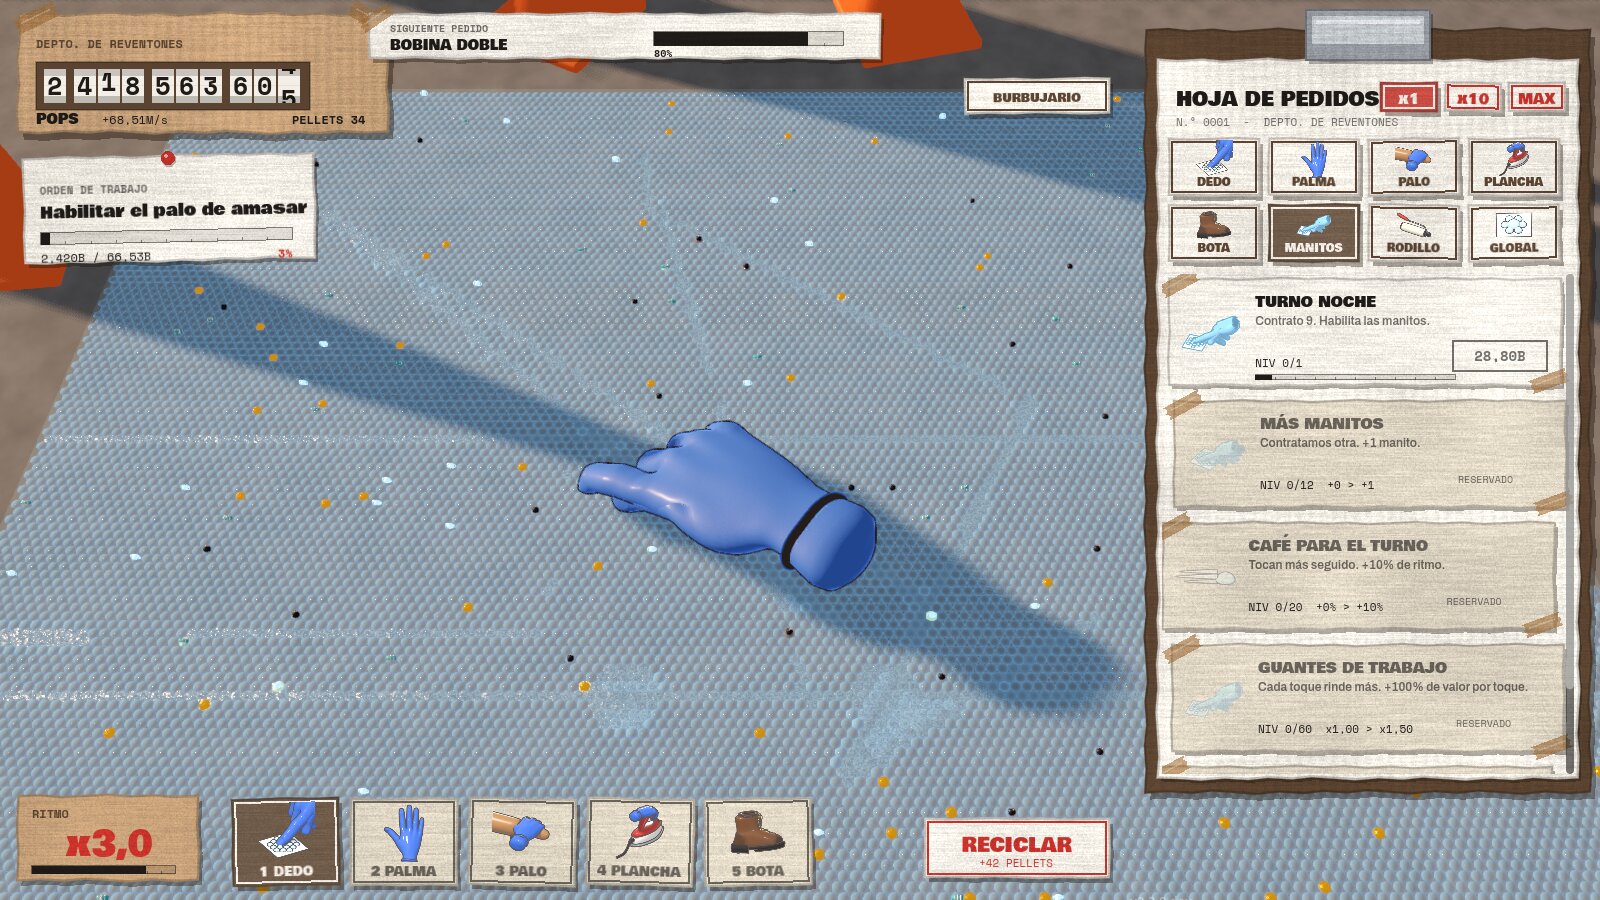 DEPTO. DE REVENTONES
2 418 563 605
POPS +68,51M/s PELLETS 34
SIGUIENTE PEDIDO
BOBINA DOBLE
80%
BURBUJARIO
ORDEN DE TRABAJO
Habilitar el palo de amasar
2,420B / 66,53B 3%
HOJA DE PEDIDOS x1 x10 MAX
N.° 0001 - DEPTO. DE REVENTONES
DEDO PALMA PALO PLANCHA
BOTA MANITOS RODILLO GLOBAL
TURNO NOCHE
Contrato 9. Habilita las manitos.
NIV 0/1 28,80B
MÁS MANITOS
Contratamos otra. +1 manito.
NIV 0/12 +0 > +1 RESERVADO
CAFÉ PARA EL TURNO
Tocan más seguido. +10% de ritmo.
NIV 0/20 +0% > +10% RESERVADO
GUANTES DE TRABAJO
Cada toque rinde más. +100% de valor por toque.
NIV 0/60 x1,00 > x1,50 RESERVADO
RITMO
x3,0
1 DEDO 2 PALMA 3 PALO 4 PLANCHA 5 BOTA
RECICLAR
+42 PELLETS